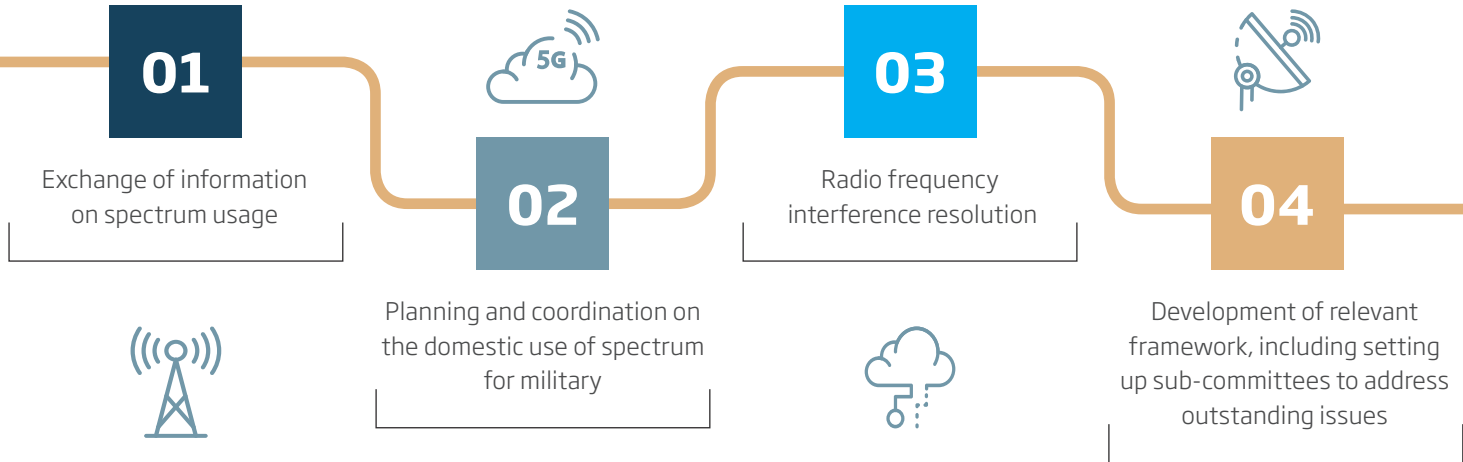 01
Exchange of information
on spectrum usage
5G
02
Planning and coordination on
the domestic use of spectrum
for military
03
Radio frequency
interference resolution
04
Development of relevant
framework, including setting
up sub-committees to address
outstanding issues